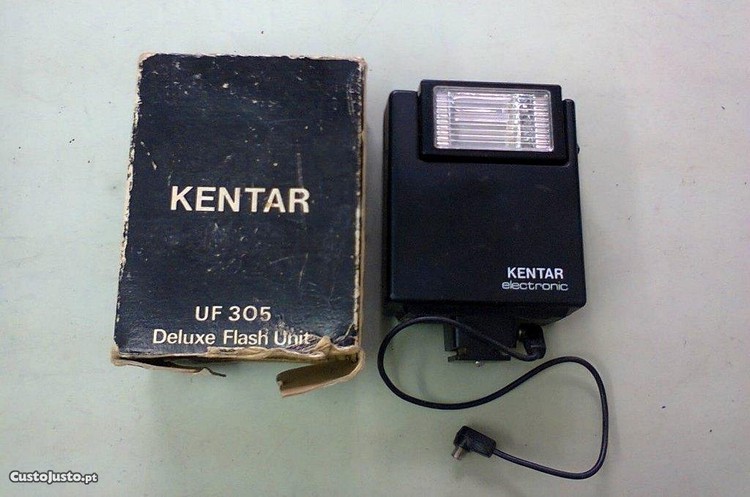 KENTAR
UF 305
Deluxe Flash Unit
KENTAR
electronic
CustoJusto.pt